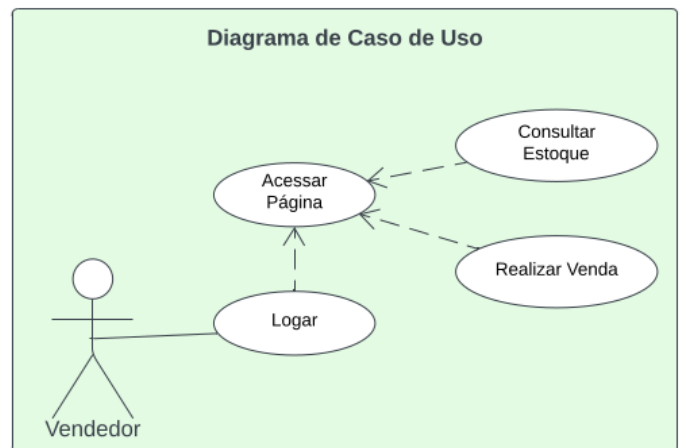 Diagrama de Caso de Uso
Consultar
Estoque
Acessar
Página
Realizar Venda
Logar
Vendedor